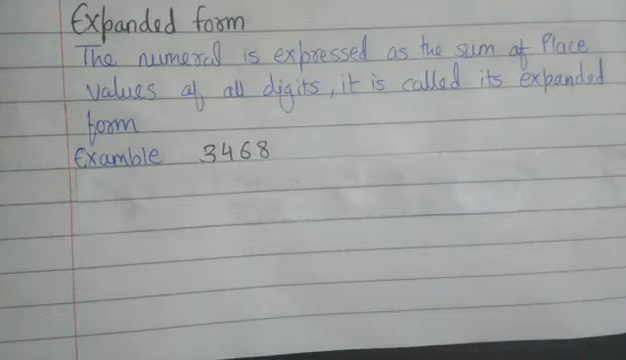 Expanded form
The numeral is expressed as the sum of Place
values of all digits, it is called its expanded
form
Examble 3468